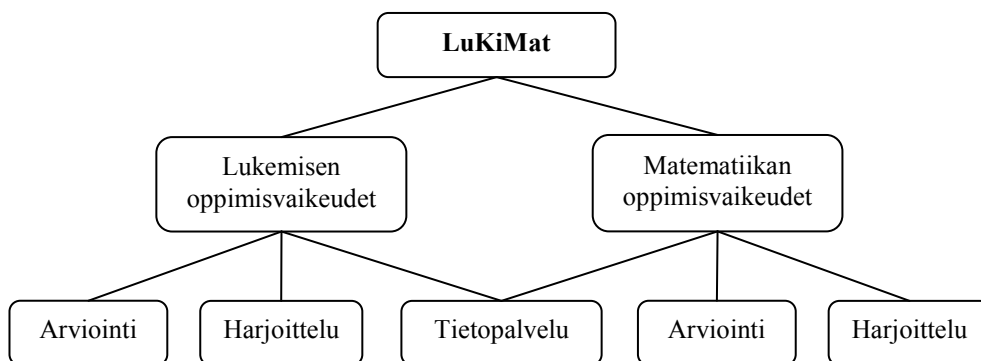 LuKiMat
Lukemisen
oppimisvaikeudet
Matematiikan
oppimisvaikeudet
Arviointi
Harjoittelu
Tietopalvelu
Arviointi
Harjoittelu